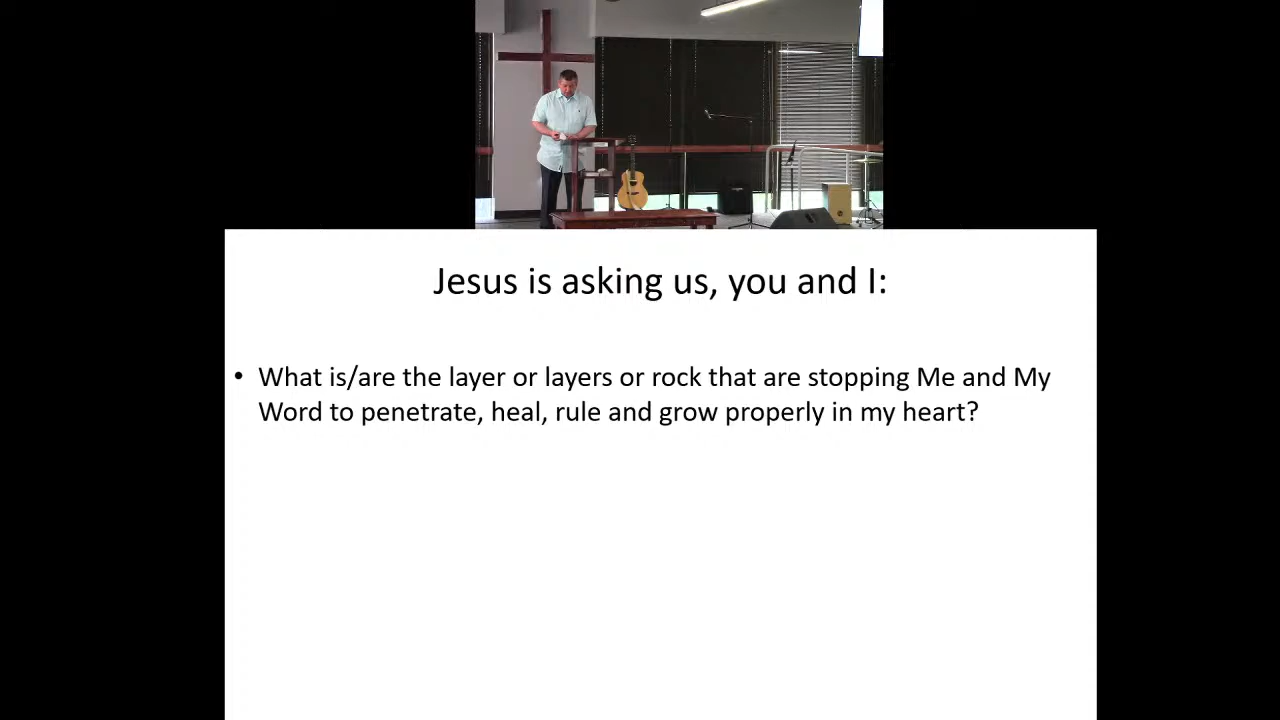 Jesus is asking us, you and I:
• What is/are the layer or layers or rock that are stopping Me and My
Word to penetrate, heal, rule and grow properly in my heart?